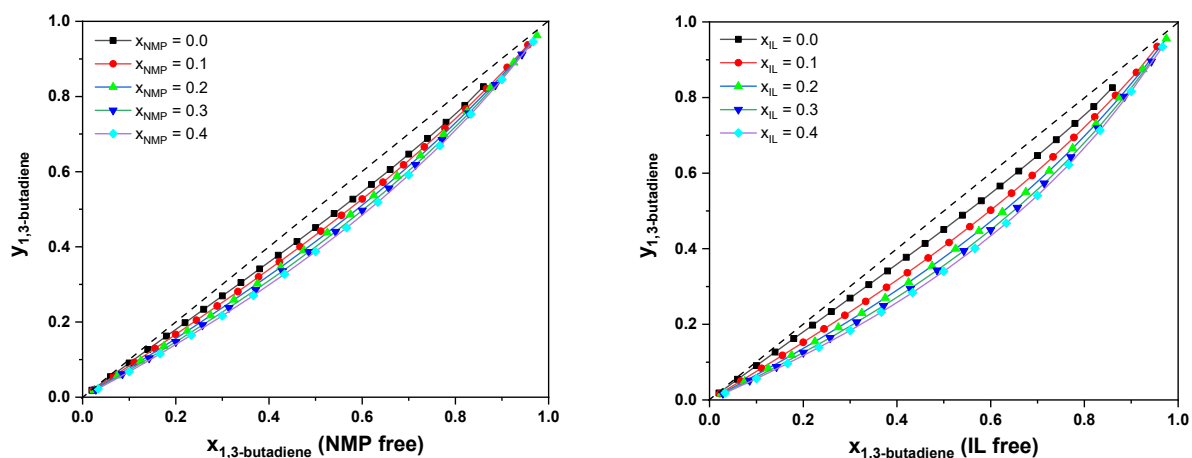 1.0
0.8
0.6
0.4
0.2
0.0
y1,3-butadiene
xNMP = 0.0
xNMP = 0.1
xNMP = 0.2
xNMP = 0.3
xNMP = 0.4
0.0 0.2 0.4 0.6 0.8 1.0
x1,3-butadiene (NMP free)
1.0
0.8
0.6
0.4
0.2
0.0
y1,3-butadiene
xIL = 0.0
xIL = 0.1
xIL = 0.2
xIL = 0.3
xIL = 0.4
0.0 0.2 0.4 0.6 0.8 1.0
x1,3-butadiene (IL free)